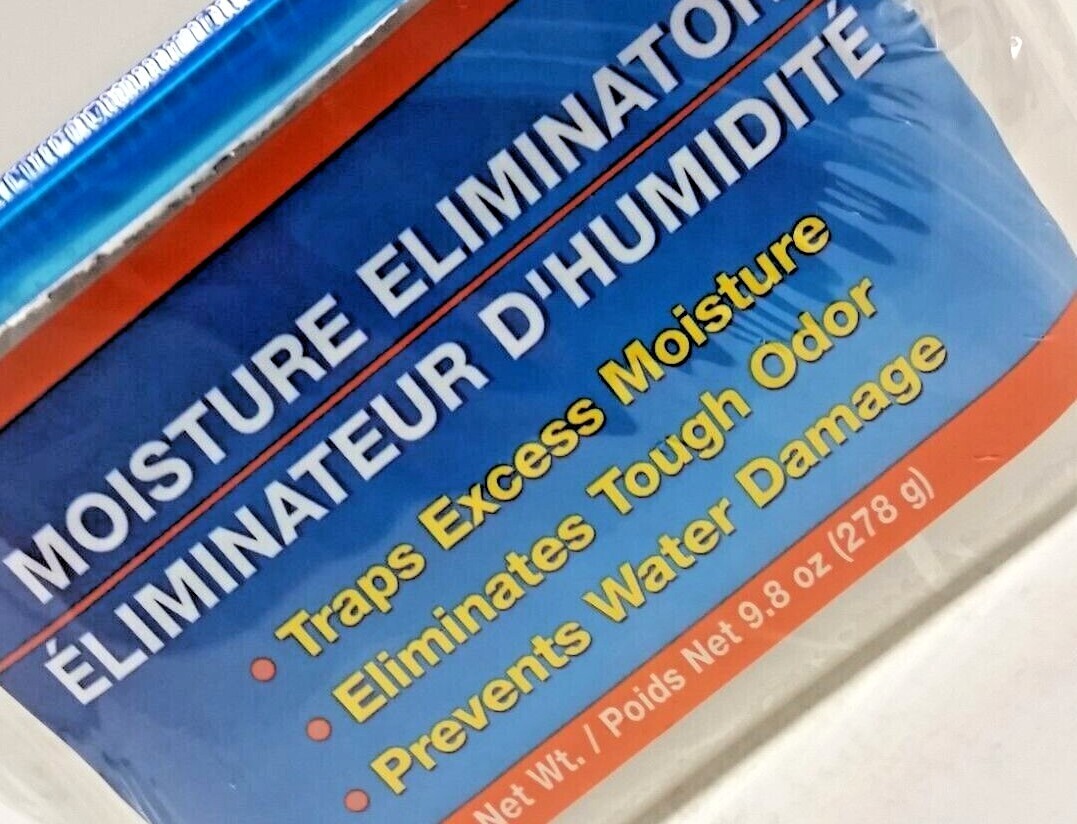 MOISTURE ELIMINATOR
ÉLIMINATEUR D'HUMIDITÉ
• Traps Excess Moisture
• Eliminates Tough Odor
• Prevents Water Damage
Net Wt. / Poids Net 9.8 oz (278 g)